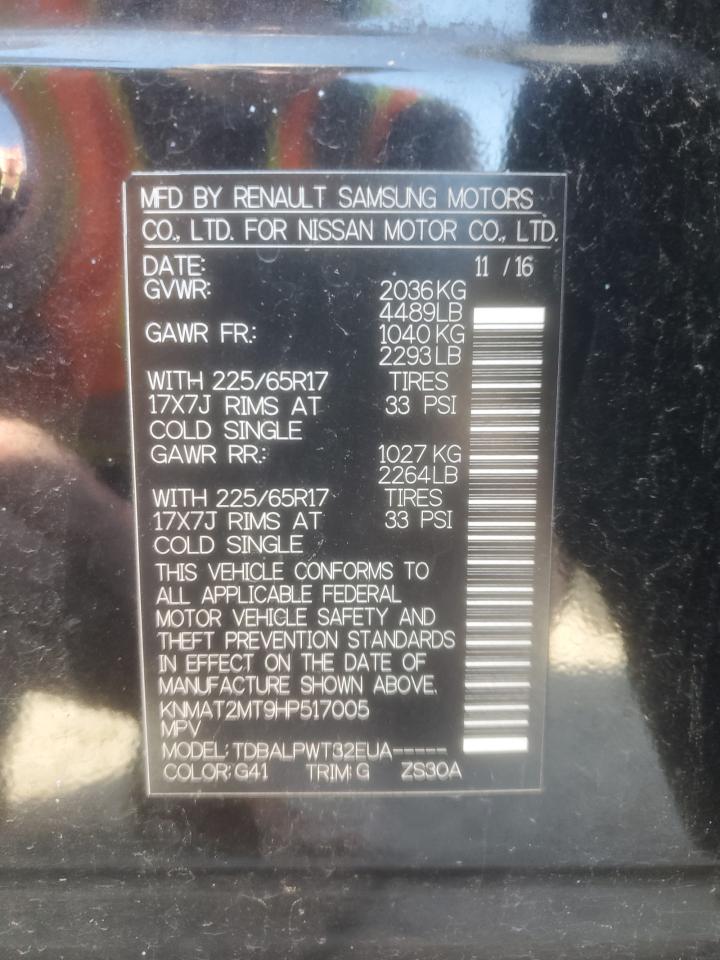 MFD BY RENAULT SAMSUNG MOTORS
CO., LTD. FOR NISSAN MOTOR CO., LTD.
DATE: 11 / 16
GVWR: 2036 KG
4489 LB
GAWR FR.: 1040 KG
2293 LB
WITH 225/65R17 TIRES
17X7J RIMS AT 33 PSI
COLD SINGLE
GAWR RR.: 1027 KG
2264 LB
WITH 225/65R17 TIRES
17X7J RIMS AT 33 PSI
COLD SINGLE
THIS VEHICLE CONFORMS TO
ALL APPLICABLE FEDERAL
MOTOR VEHICLE SAFETY AND
THEFT PREVENTION STANDARDS
IN EFFECT ON THE DATE OF
MANUFACTURE SHOWN ABOVE.
KNMAT2MT9HP517005
MPV
MODEL: TDBALPWT32EUA-----
COLOR: G41 TRIM: G ZS30A